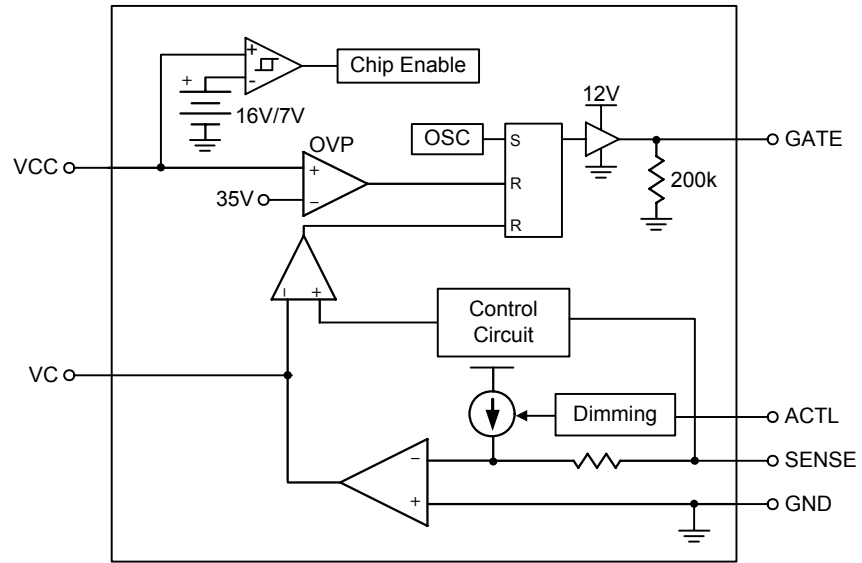 +
-
Chip Enable
+
16V/7V
12V
OVP
OSC
S
GATE
VCC
+
R
200k
35V
−
R
−
+
Control
Circuit
VC
Dimming
ACTL
−
SENSE
+
GND